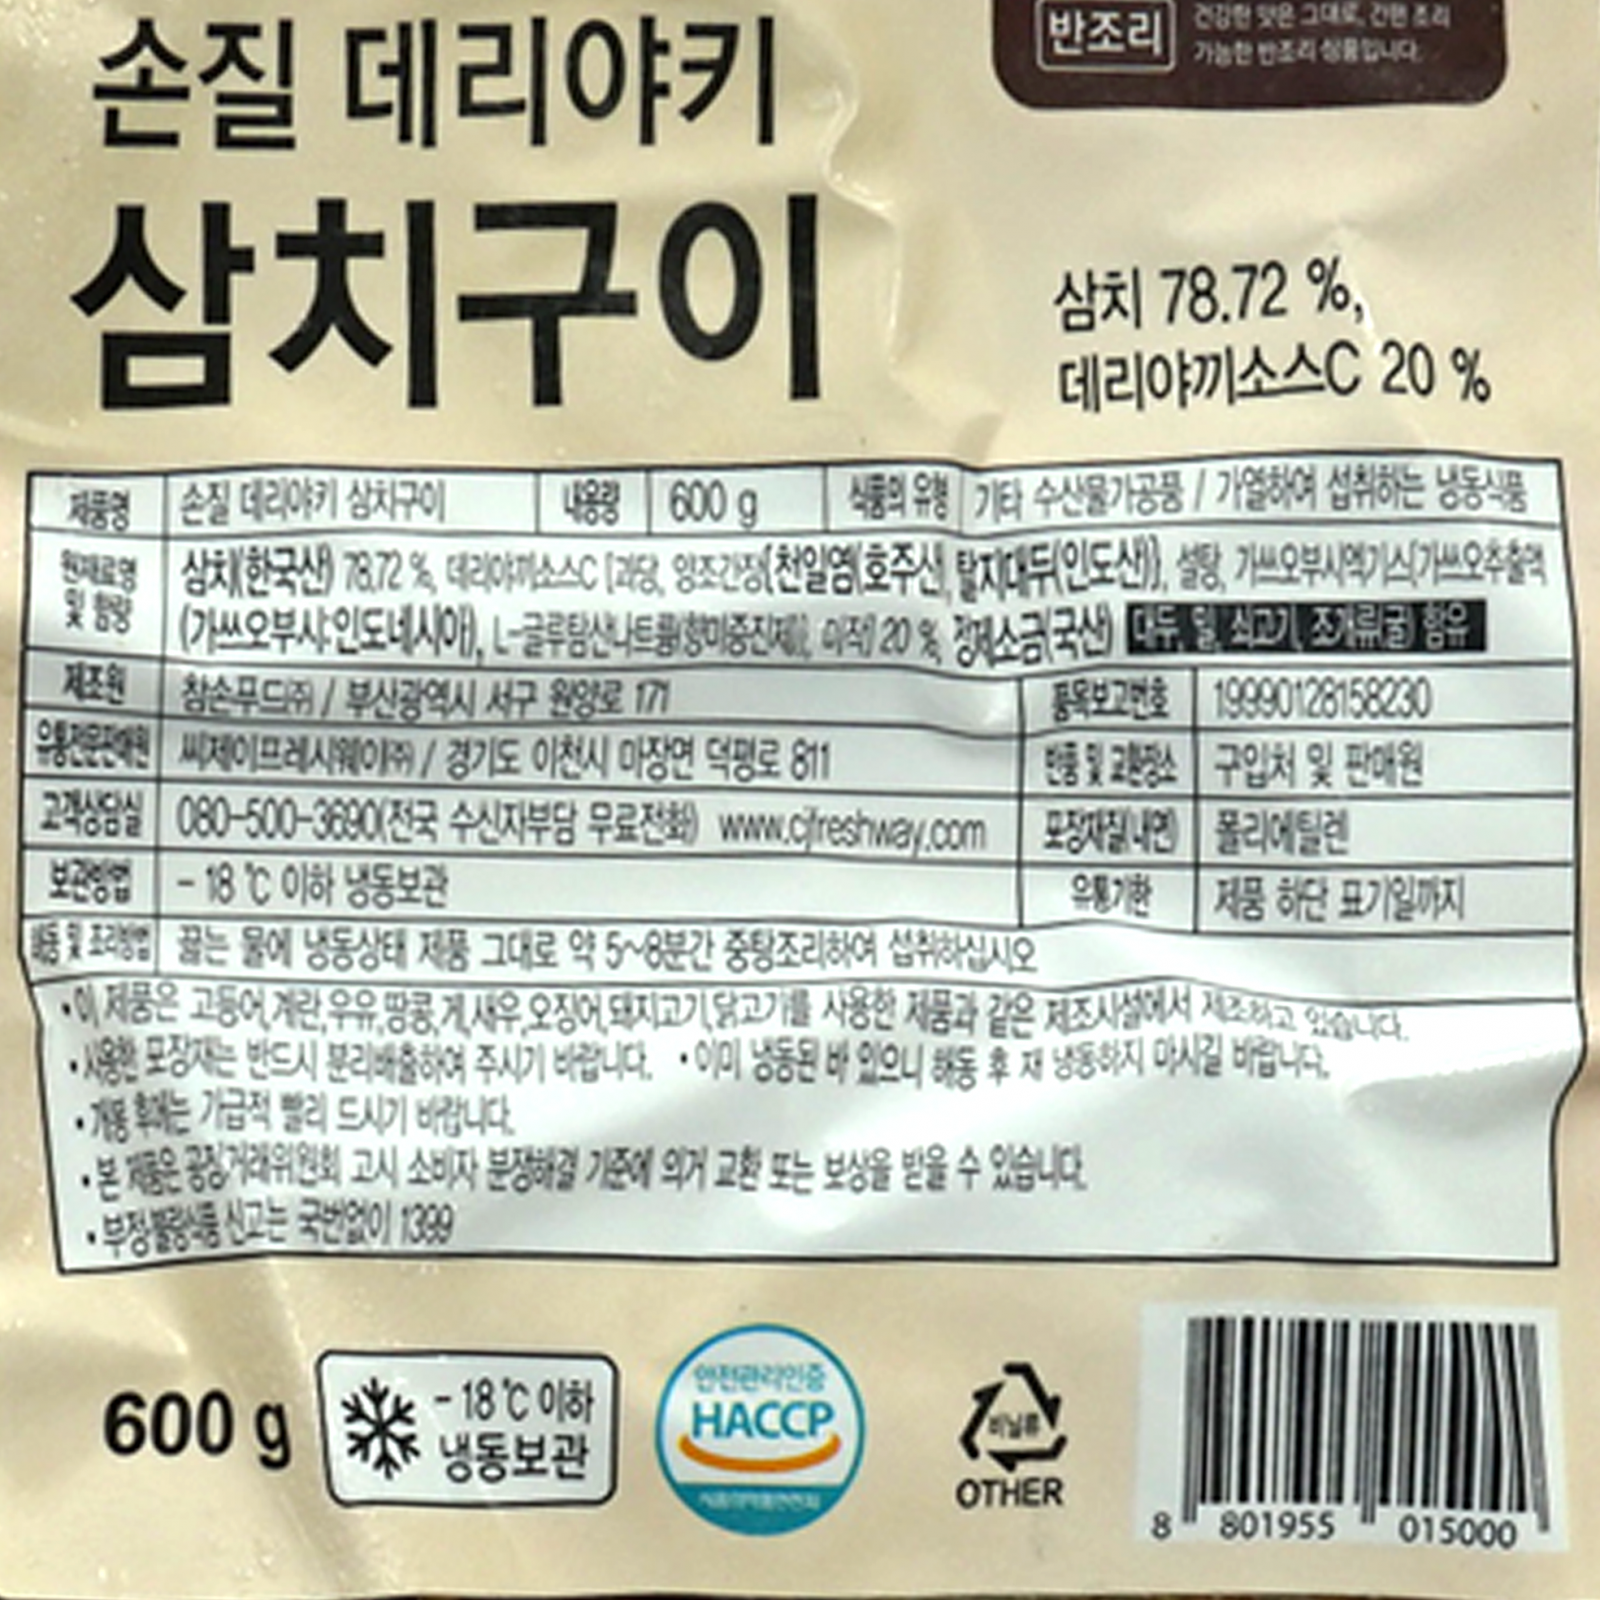 손질 데리야키
삼치구이
반조리
건강한 맛은 그대로, 간편 조리
가능한 반조리 상품입니다.
삼치 78.72 %,
데리야끼소스C 20 %
제품명 손질 데리야키 삼치구이 내용량 600 g 식품의 유형 기타 수산물가공품 / 가열하여 섭취하는 냉동식품
원재료명 및 함량 삼치(한국산) 78.72 %, 데리야끼소스C [과당, 양조간장{천일염(호주산), 탈지대두(인도산)}, 설탕, 가쓰오부시엑기스[가쓰오추출액
(가쓰오부시:인도네시아), L-글루탐산나트륨(향미증진제)], 미작] 20 %, 정제소금(국산) 대두, 밀, 쇠고기, 조개류(굴) 함유
제조원 참손푸드㈜ / 부산광역시 서구 원양로 171 품목보고번호 19990128158230
유통전문판매원 씨제이프레시웨이㈜ / 경기도 이천시 마장면 덕평로 811 반품 및 교환장소 구입처 및 판매원
고객상담실 080-500-3690(전국 수신자부담 무료전화) www.cjfreshway.com 포장재질(내면) 폴리에틸렌
보관방법 - 18 ℃ 이하 냉동보관 유통기한 제품 하단 표기일까지
해동 및 조리방법 끓는 물에 냉동상태 제품 그대로 약 5~8분간 중탕조리하여 섭취하십시오
•이 제품은 고등어,계란,우유,땅콩,게,새우,오징어,돼지고기,닭고기를 사용한 제품과 같은 제조시설에서 제조하고 있습니다.
•사용한 포장재는 반드시 분리배출하여 주시기 바랍니다. •이미 냉동된 바 있으니 해동 후 재 냉동하지 마시길 바랍니다.
•개봉 후에는 가급적 빨리 드시기 바랍니다.
•본 제품은 공정거래위원회 고시 소비자 분쟁해결 기준에 의거 교환 또는 보상을 받을 수 있습니다.
•부정·불량식품 신고는 국번없이 1399
600 g
- 18 ℃ 이하
냉동보관
안전관리인증
HACCP
식품의약품안전처
비닐류
OTHER
8 801955 015000